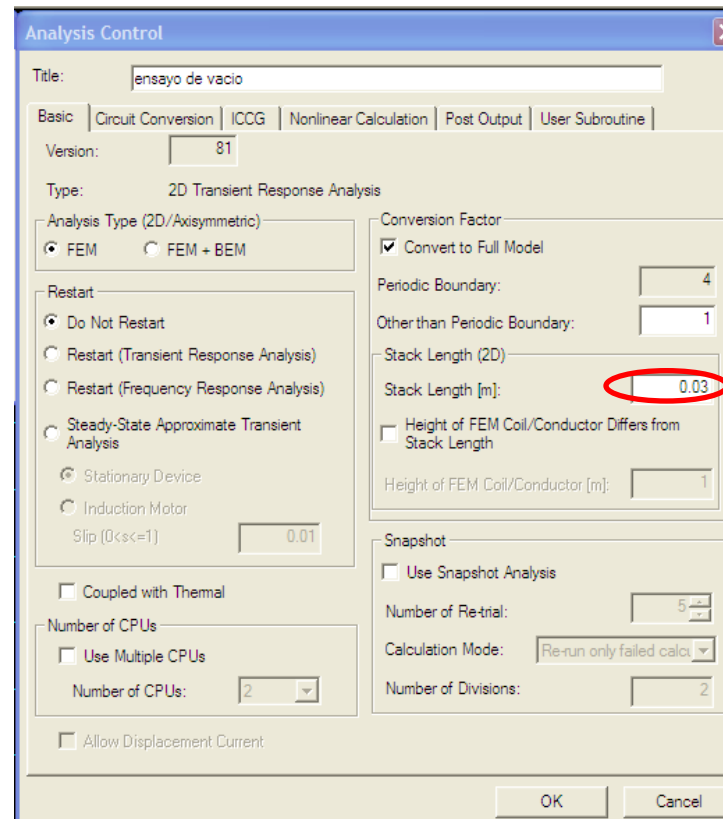 Analysis Control
Title: ensayo de vacio
Basic Circuit Conversion ICCG Nonlinear Calculation Post Output User Subroutine
Version: 81
Type: 2D Transient Response Analysis
Analysis Type (2D/Axisymmetric)
FEM FEM + BEM
Restart
Do Not Restart
Restart (Transient Response Analysis)
Restart (Frequency Response Analysis)
Steady-State Approximate Transient
Analysis
Stationary Device
Induction Motor
Slip (0<s<=1) 0.01
Coupled with Thermal
Number of CPUs
Use Multiple CPUs
Number of CPUs: 2
Allow Displacement Current
Conversion Factor
Convert to Full Model
Periodic Boundary: 4
Other than Periodic Boundary: 1
Stack Length (2D)
Stack Length [m]: 0.03
Height of FEM Coil/Conductor Differs from
Stack Length
Height of FEM Coil/Conductor [m]: 1
Snapshot
Use Snapshot Analysis
Number of Re-trial: 5
Calculation Mode: Re-run only failed calcu
Number of Divisions: 2
OK Cancel